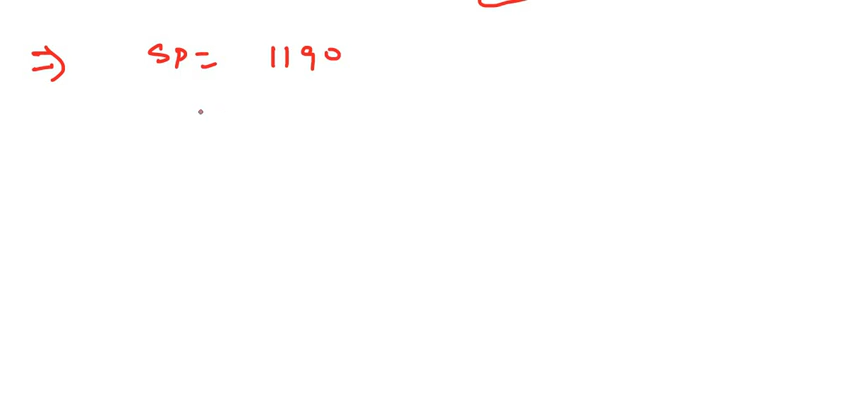 ⇒ SP = 1190